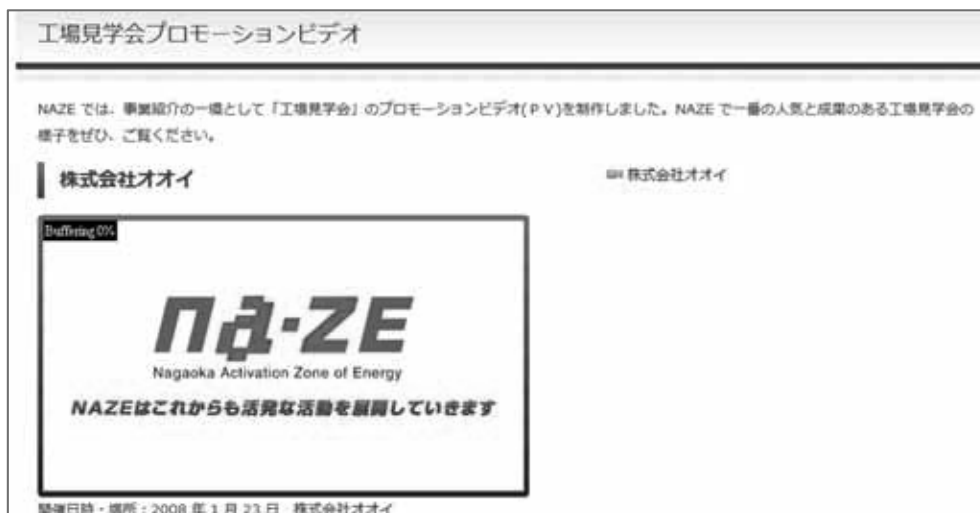 工場見学会プロモーションビデオ
NAZE では、事業紹介の一環として「工場見学会」のプロモーションビデオ(ＰＶ)を制作しました。NAZE で一番の人気と成果のある工場見学会の
様子をぜひ、ご覧ください。
株式会社オオイ
株式会社オオイ
Buffering 0%
na·ZE
Nagaoka Activation Zone of Energy
NAZEはこれからも活発な活動を展開していきます
開催日時・場所：2008 年 1 月 23 日　株式会社オオイ